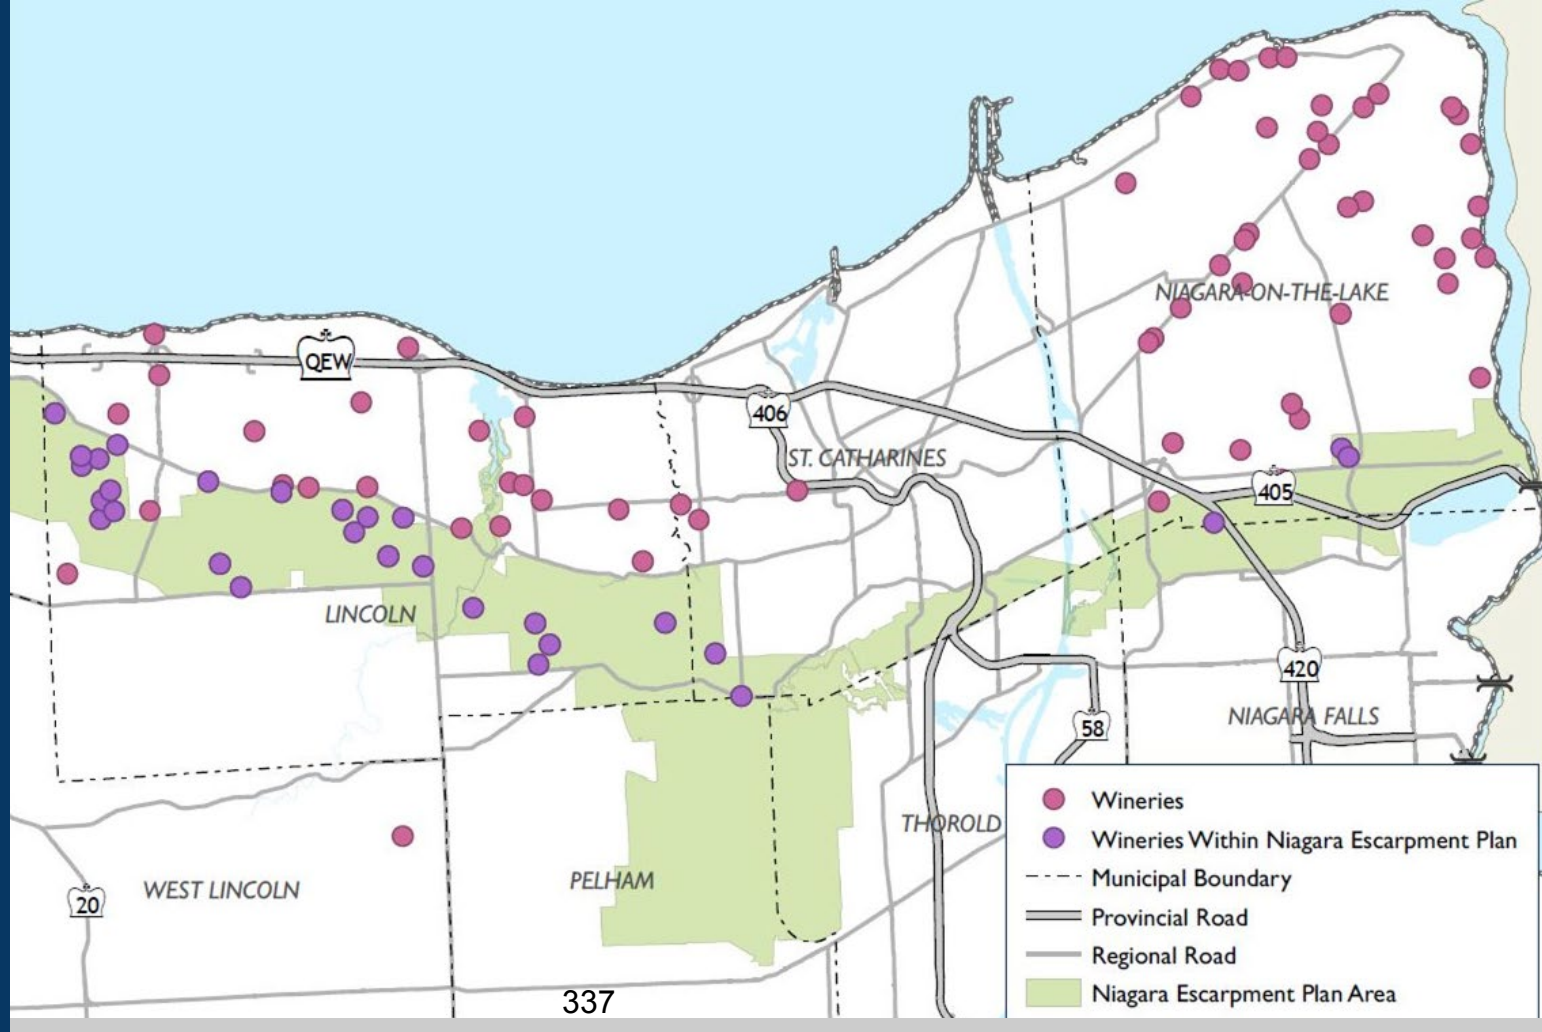 NIAGARA-ON-THE-LAKE
QEW
406
ST. CATHARINES
405
LINCOLN
420
58
NIAGARA FALLS
THOROLD
WEST LINCOLN
PELHAM
20
Wineries
Wineries Within Niagara Escarpment Plan
Municipal Boundary
Provincial Road
Regional Road
Niagara Escarpment Plan Area
337